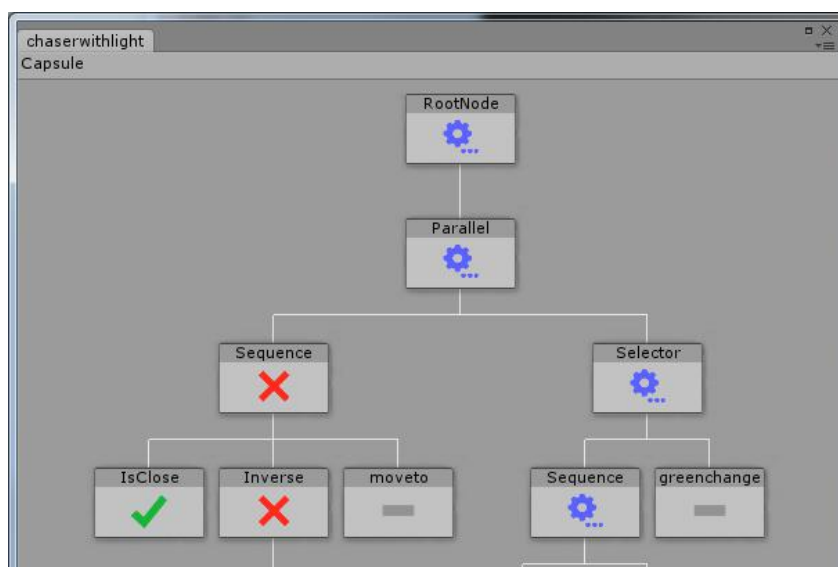 chaserwithlight
Capsule
RootNode
Parallel
Sequence
Selector
IsClose
Inverse
moveto
Sequence
greenchange